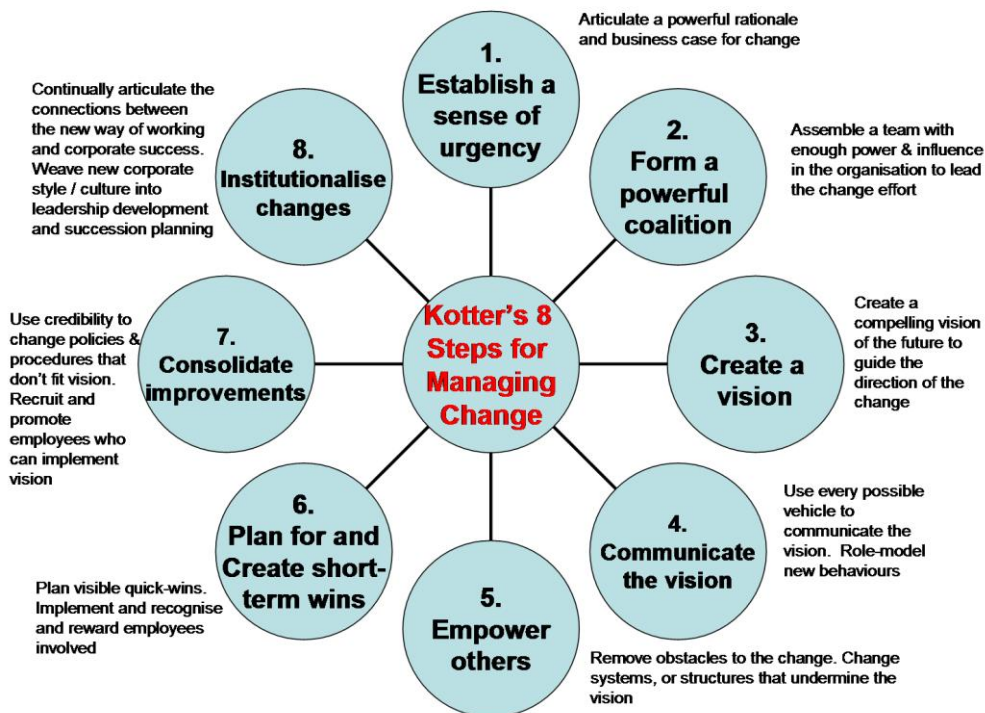 Kotter's 8
Steps for
Managing
Change
1.
Establish a
sense of
urgency
Articulate a powerful rationale
and business case for change
2.
Form a
powerful
coalition
Assemble a team with
enough power & influence
in the organisation to lead
the change effort
3.
Create a
vision
Create a
compelling vision
of the future to
guide the
direction of the
change
4.
Communicate
the vision
Use every possible
vehicle to
communicate the
vision.  Role-model
new behaviours
5.
Empower
others
Remove obstacles to the change. Change
systems, or structures that undermine the
vision
6.
Plan for and
Create short-
term wins
Plan visible quick-wins.
Implement and recognise
and reward employees
involved
7.
Consolidate
improvements
Use credibility to
change policies &
procedures that
don't fit vision.
Recruit and
promote
employees who
can implement
vision
8.
Institutionalise
changes
Continually articulate the
connections between
the new way of working
and corporate success.
Weave new corporate
style / culture into
leadership development
and succession planning